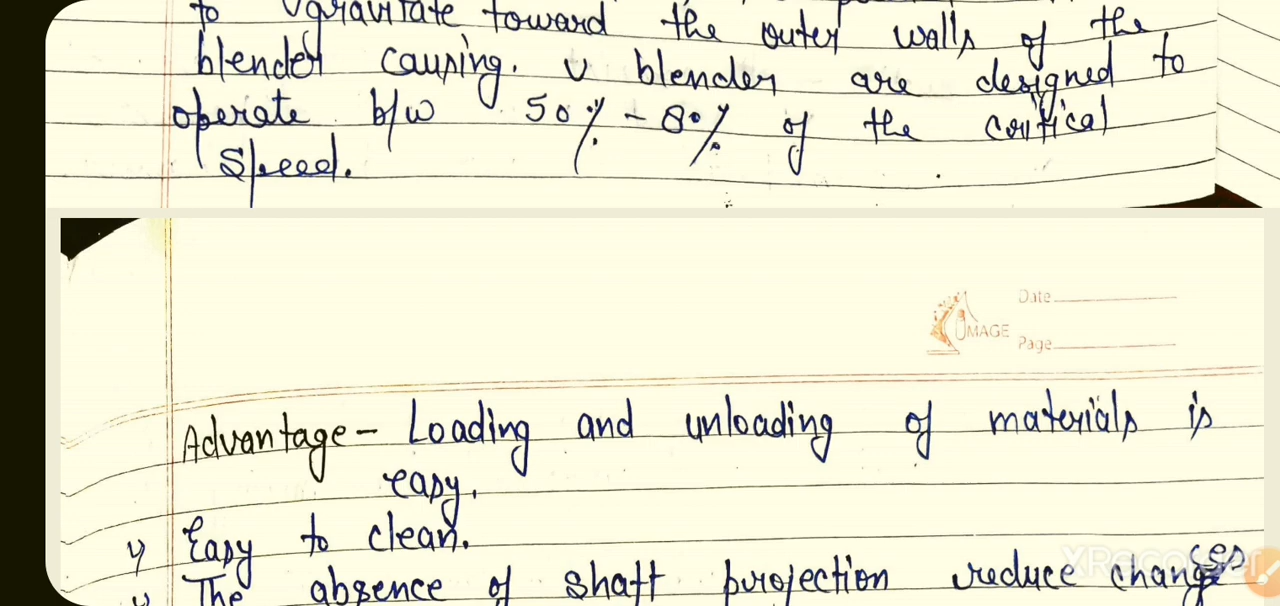 to gravitate toward the outer walls of the
blender causing. V blender are designed to
operate b/w 50% - 80% of the critical
Speed.
IMAGE
Date
Page
Advantage - Loading and unloading of materials is
easy.
Easy to clean.
The absence of shaft projection reduce changes
XRecorder